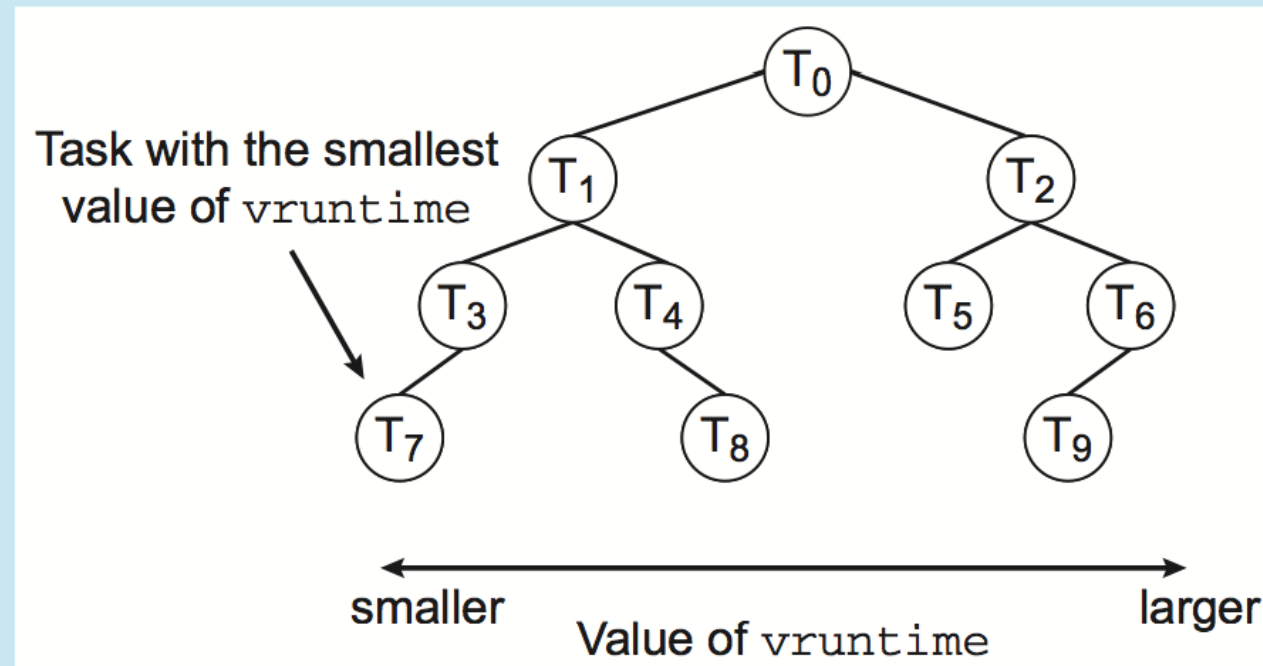 T0
Task with the smallest
value of vruntime
T1
T2
T3
T4
T5
T6
T7
T8
T9
smaller
larger
Value of vruntime